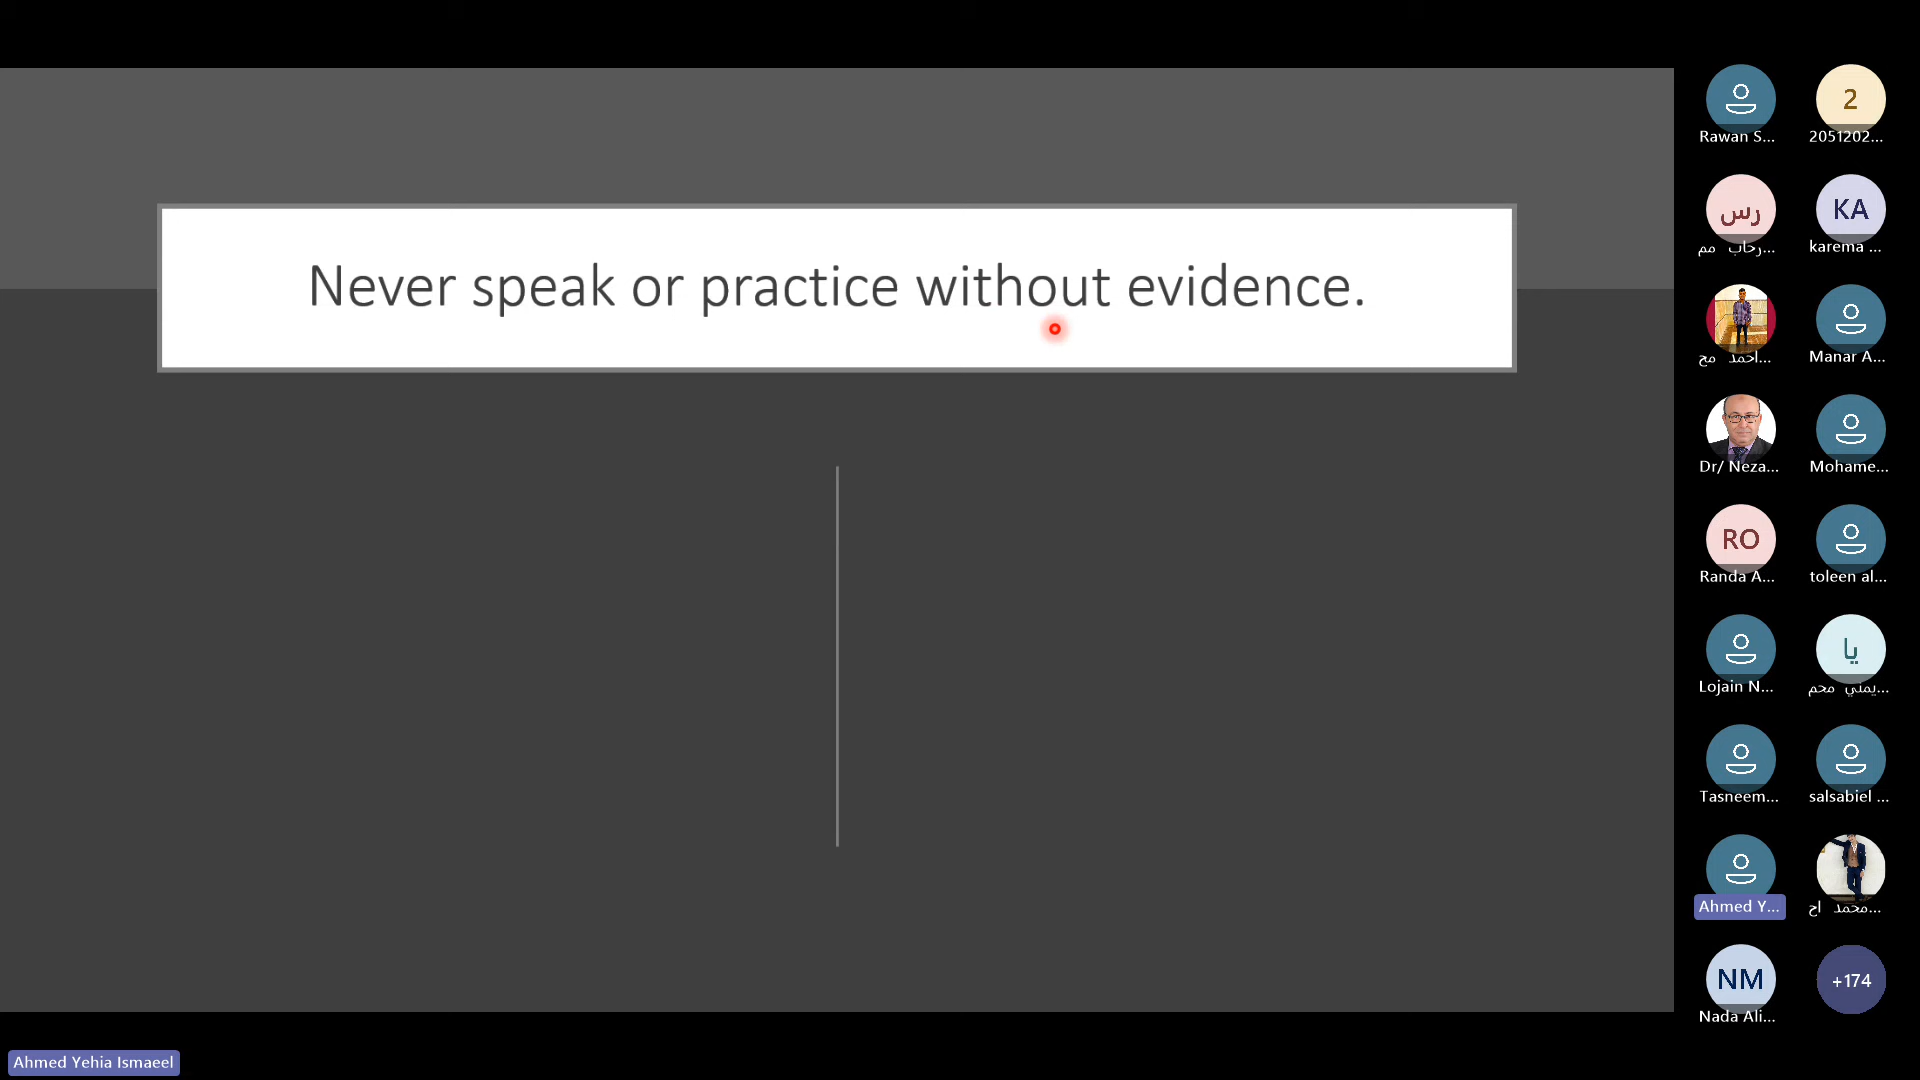 Never speak or practice without evidence.
Rawan S...
2
2051202...
رس
رحاب مم...
KA
karema ...
احمد مح...
Manar A...
Dr/ Neza...
Mohame...
RO
Randa A...
toleen al...
Lojain N...
يا
يمني محم...
Tasneem...
salsabiel ...
Ahmed Y...
محمد اح...
NM
Nada Ali...
+174
Ahmed Yehia Ismaeel